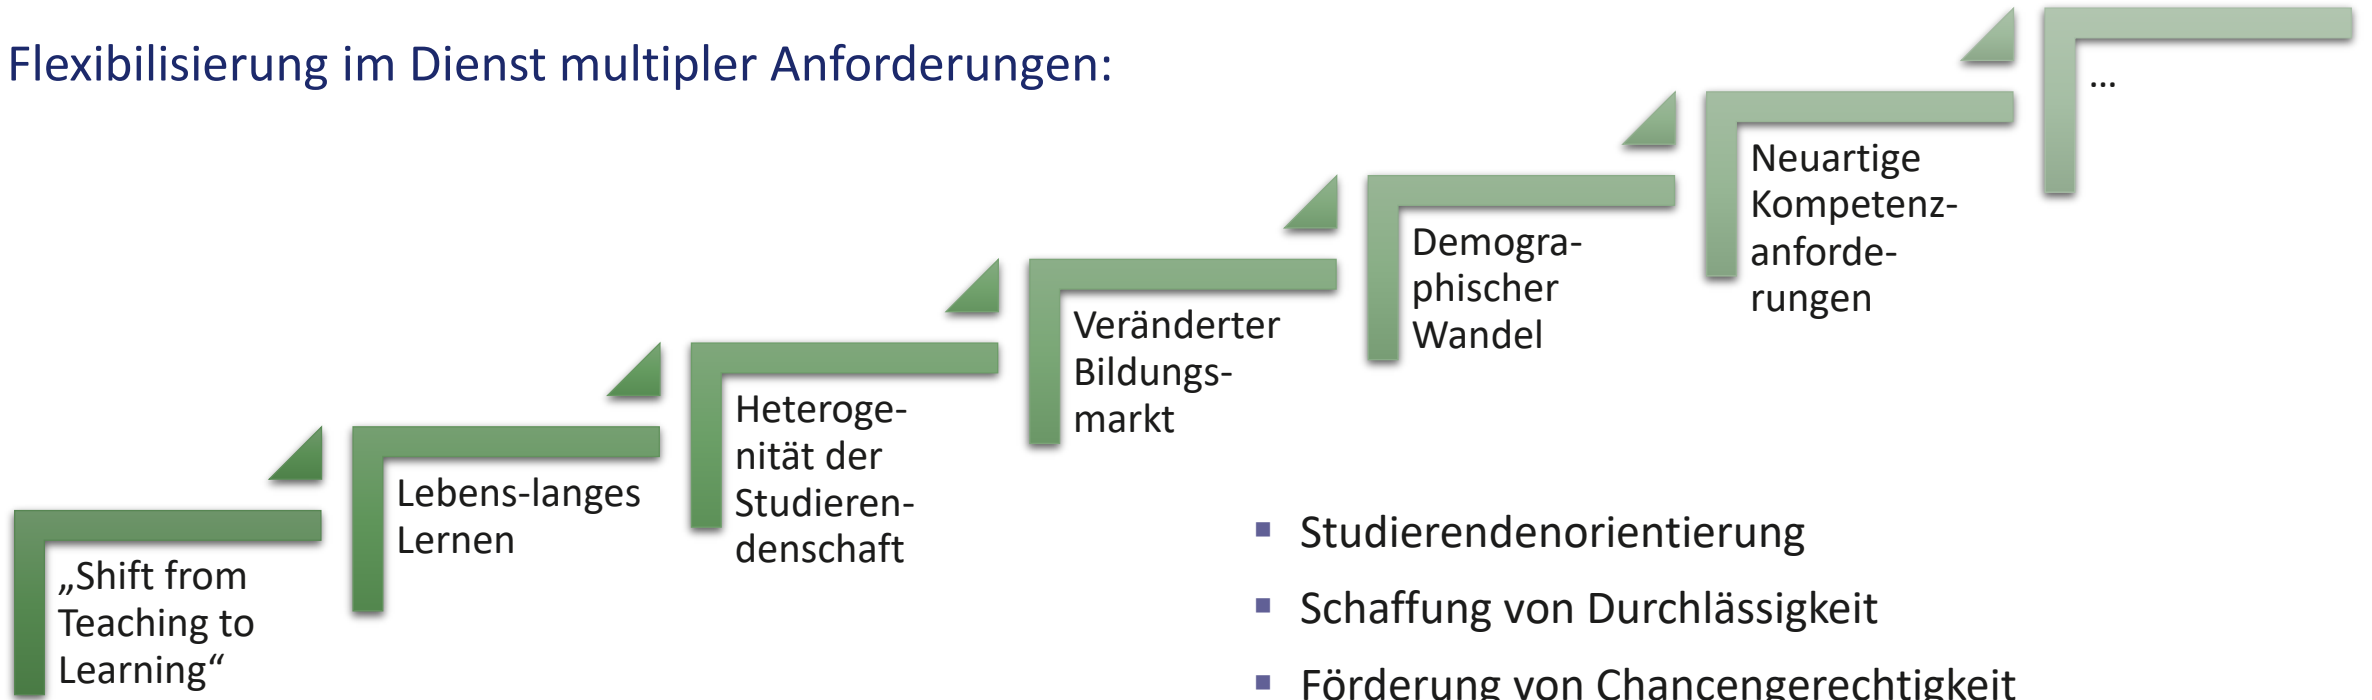 Flexibilisierung im Dienst multipler Anforderungen:
„Shift from
Teaching to
Learning“
Lebens-langes
Lernen
Heteroge-
nität der
Studieren-
denschaft
Veränderter
Bildungs-
markt
Demogra-
phischer
Wandel
Neuartige
Kompetenz-
anforde-
rungen
...
▪ Studierendenorientierung
▪ Schaffung von Durchlässigkeit
▪ Förderung von Chancengerechtigkeit